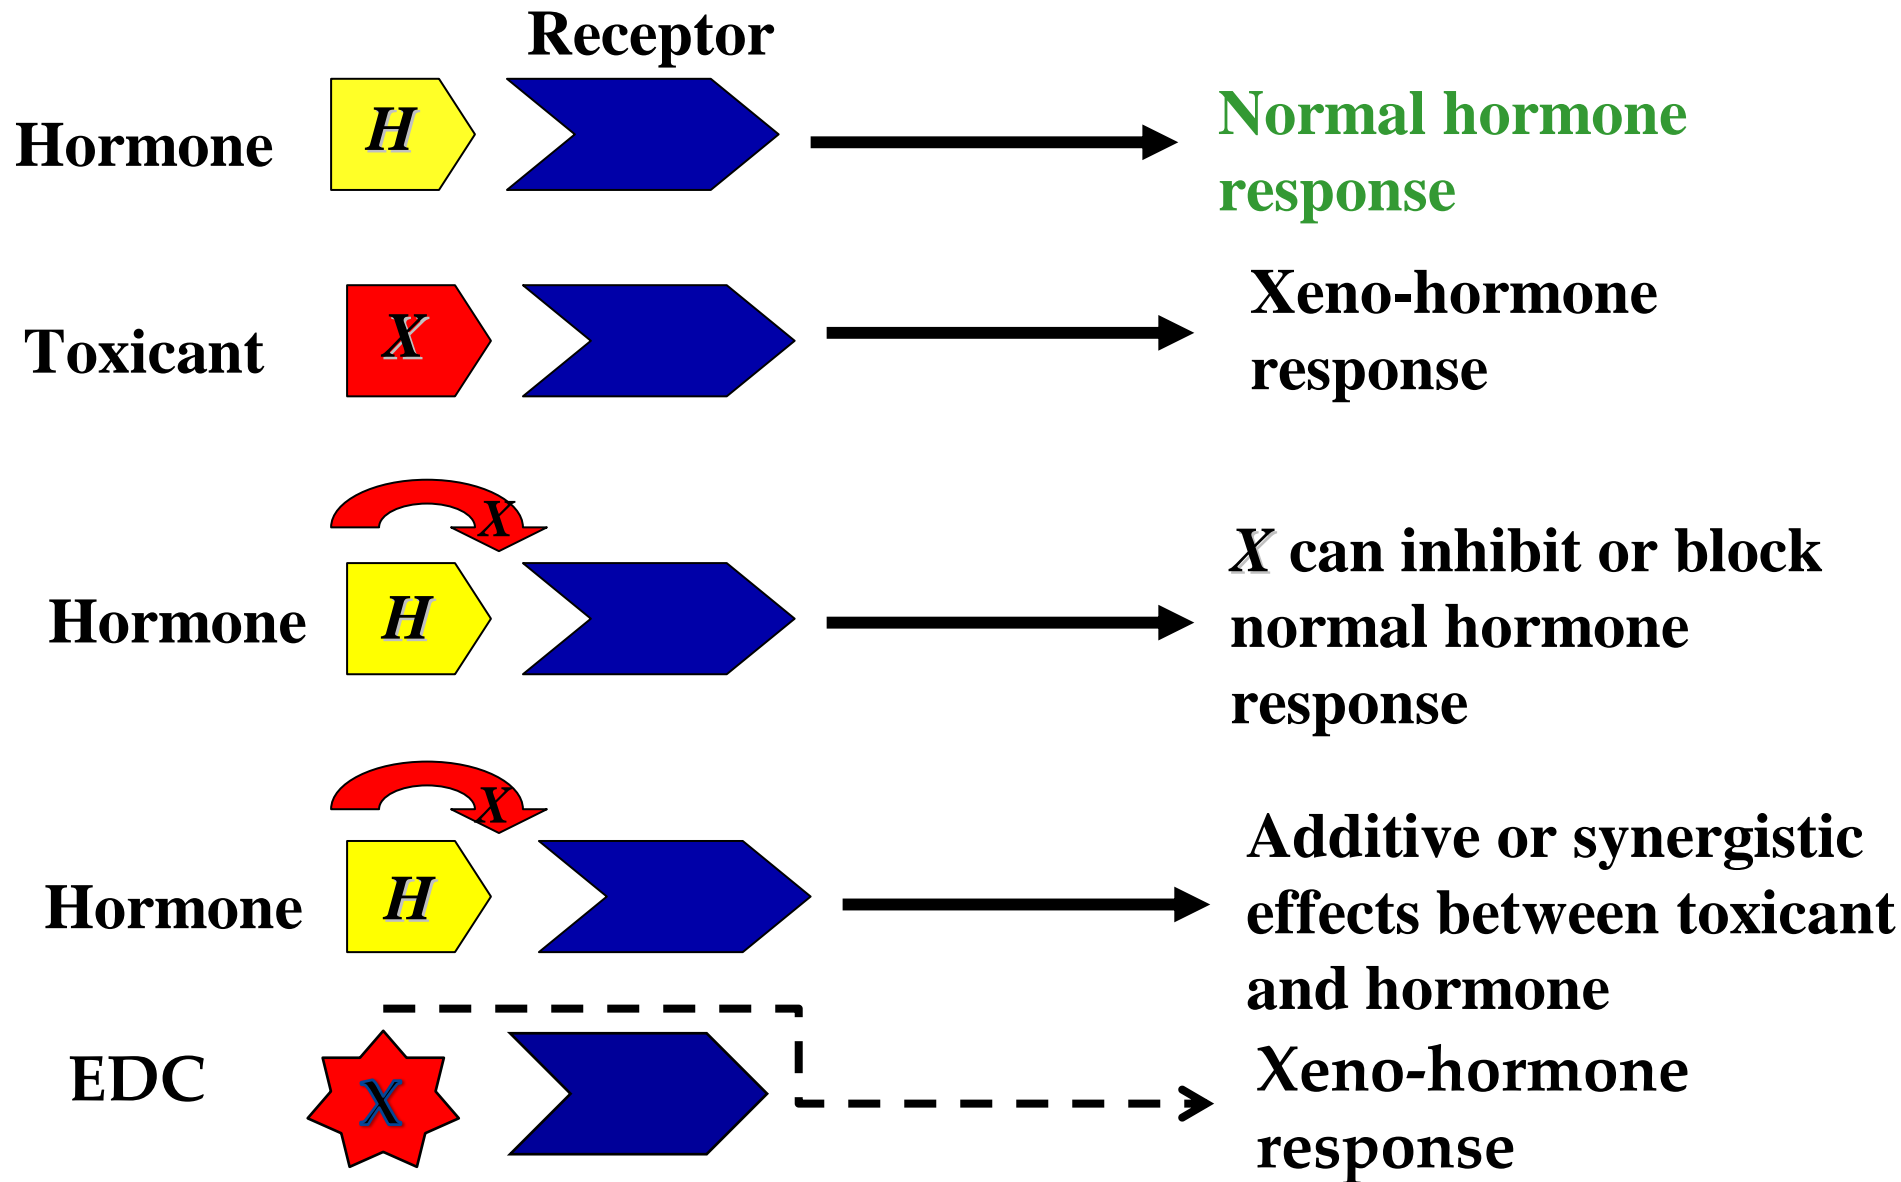 Receptor
Hormone
H
Normal hormone
response
Toxicant
X
Xeno-hormone
response
X
Hormone
H
X can inhibit or block
normal hormone
response
X
Hormone
H
Additive or synergistic
effects between toxicant
and hormone
EDC
X
Xeno-hormone
response